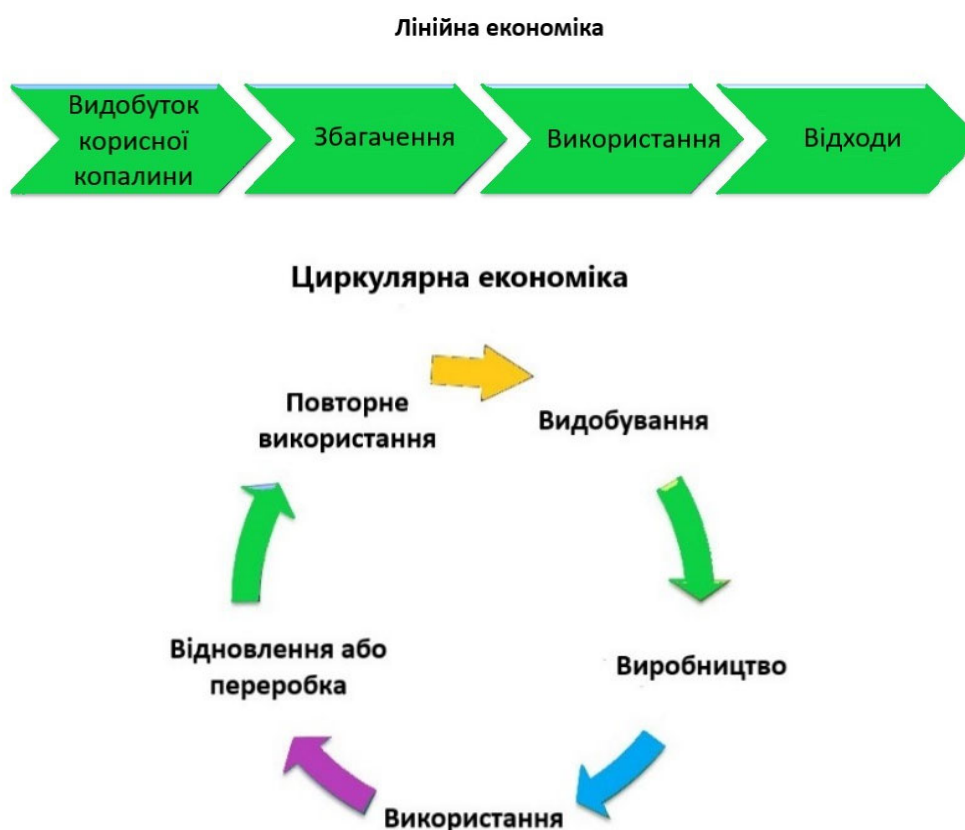 Лінійна економіка
Видобуток
корисної
копалини
Збагачення
Використання
Відходи
Циркулярна економіка
Повторне
використання
Видобування
Відновлення або
переробка
Виробництво
Використання